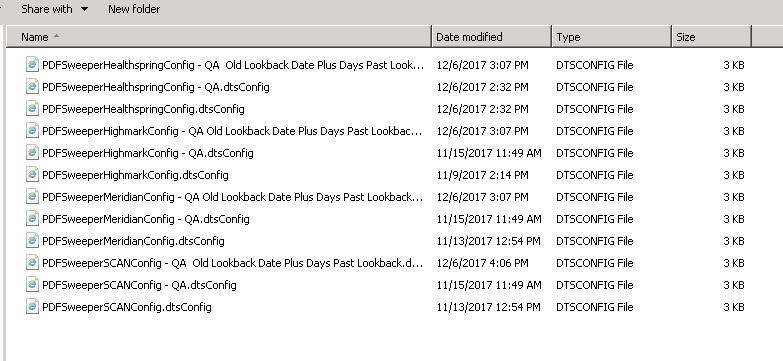 Share with New folder
Name Date modified Type Size
PDFSweeperHealthspringConfig - QA  Old Lookback Date Plus Days Past Look... 12/6/2017 3:07 PM DTSCONFIG File 3 KB
PDFSweeperHealthspringConfig - QA.dtsConfig 12/6/2017 2:32 PM DTSCONFIG File 3 KB
PDFSweeperHealthspringConfig.dtsConfig 12/6/2017 2:32 PM DTSCONFIG File 3 KB
PDFSweeperHighmarkConfig - QA Old Lookback Date Plus Days Past Lookbac... 12/6/2017 3:07 PM DTSCONFIG File 3 KB
PDFSweeperHighmarkConfig - QA.dtsConfig 11/15/2017 11:49 AM DTSCONFIG File 3 KB
PDFSweeperHighmarkConfig.dtsConfig 11/9/2017 2:14 PM DTSCONFIG File 3 KB
PDFSweeperMeridianConfig - QA Old Lookback Date Plus Days Past Lookback.... 12/6/2017 3:07 PM DTSCONFIG File 3 KB
PDFSweeperMeridianConfig - QA.dtsConfig 11/15/2017 11:49 AM DTSCONFIG File 3 KB
PDFSweeperMeridianConfig.dtsConfig 11/13/2017 12:54 PM DTSCONFIG File 3 KB
PDFSweeperSCANConfig - QA  Old Lookback Date Plus Days Past Lookback.d... 12/6/2017 4:06 PM DTSCONFIG File 3 KB
PDFSweeperSCANConfig - QA.dtsConfig 11/15/2017 11:49 AM DTSCONFIG File 3 KB
PDFSweeperSCANConfig.dtsConfig 11/13/2017 12:54 PM DTSCONFIG File 3 KB